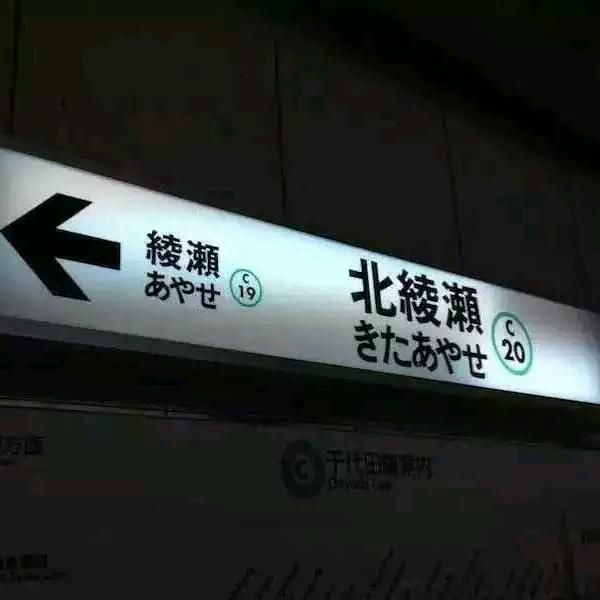 綾瀬
あやせ
C
19
北綾瀬
きたあやせ
C
20
C
千代田線案内
Chiyoda Line